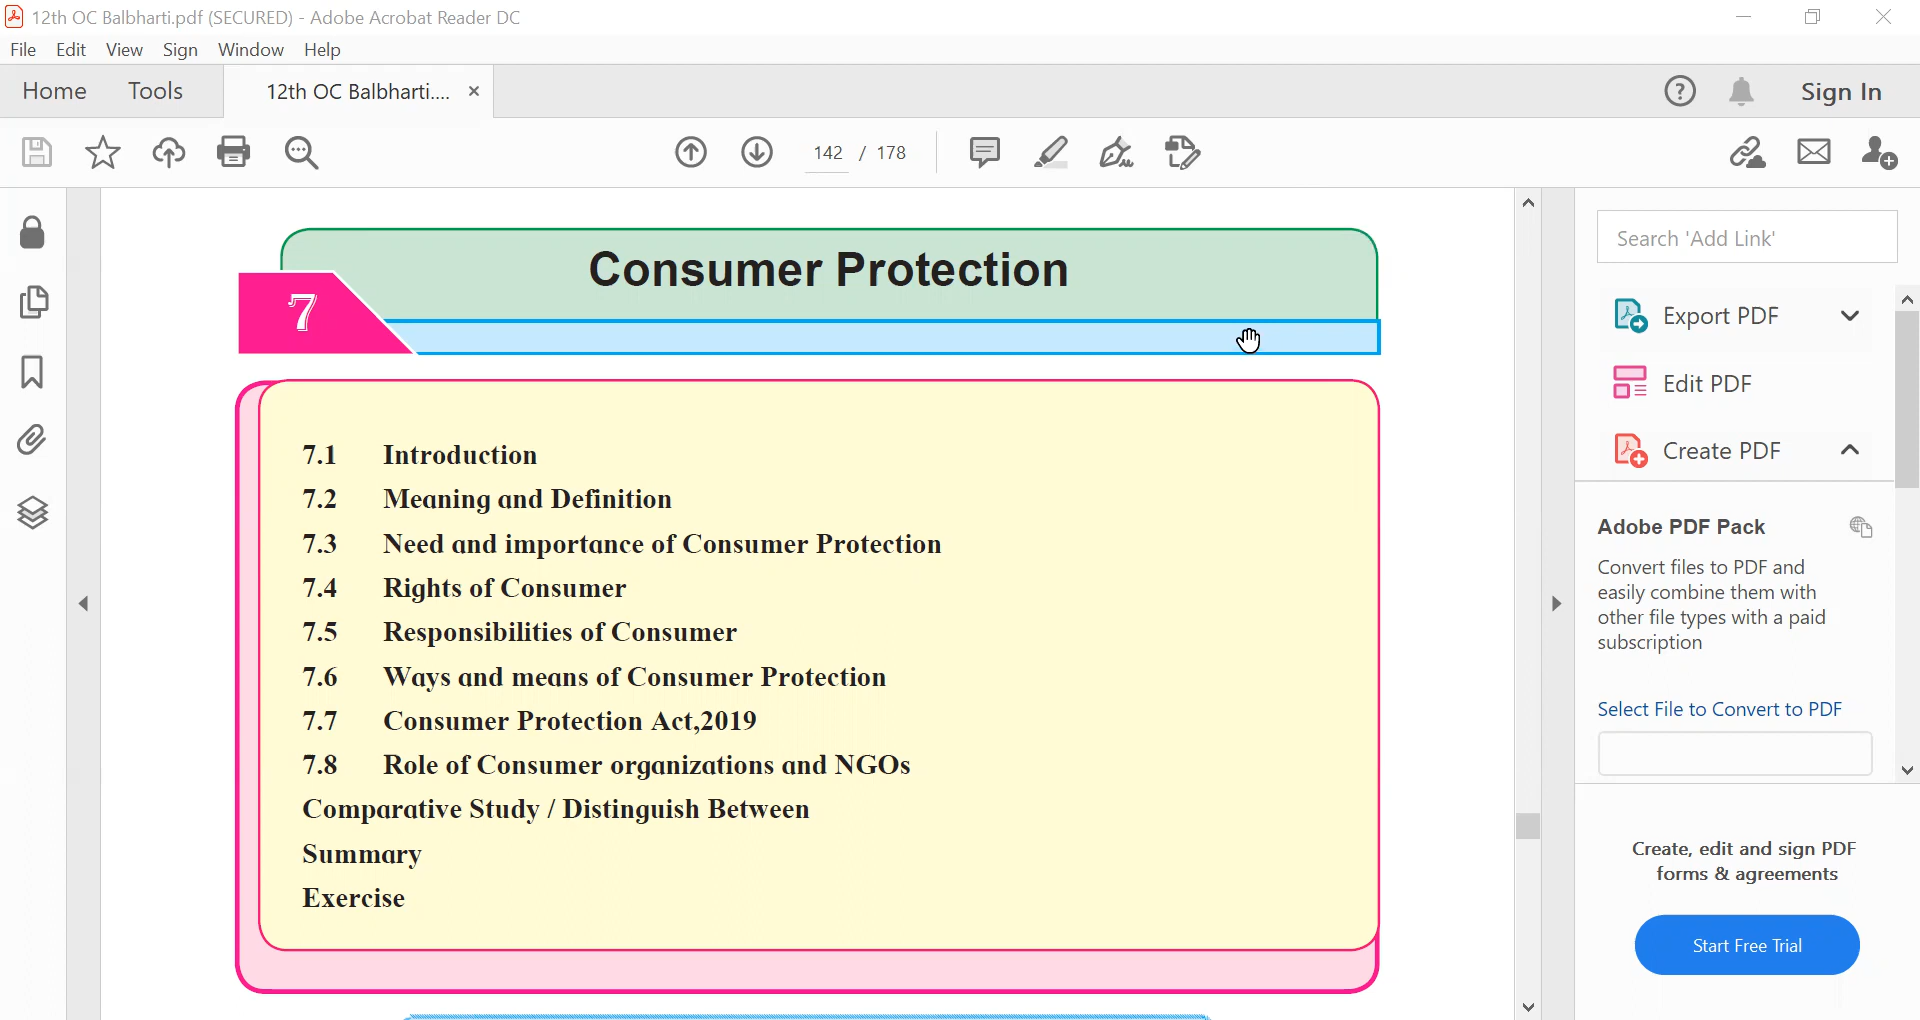 12th OC Balbharti.pdf (SECURED) - Adobe Acrobat Reader DC
File Edit View Sign Window Help
Home Tools 12th OC Balbharti.... × Sign In
142 / 178
Consumer Protection
7
7.1 Introduction
7.2 Meaning and Definition
7.3 Need and importance of Consumer Protection
7.4 Rights of Consumer
7.5 Responsibilities of Consumer
7.6 Ways and means of Consumer Protection
7.7 Consumer Protection Act,2019
7.8 Role of Consumer organizations and NGOs
Comparative Study / Distinguish Between
Summary
Exercise
Search 'Add Link'
Export PDF
Edit PDF
Create PDF
Adobe PDF Pack
Convert files to PDF and
easily combine them with
other file types with a paid
subscription
Select File to Convert to PDF
Create, edit and sign PDF
forms & agreements
Start Free Trial